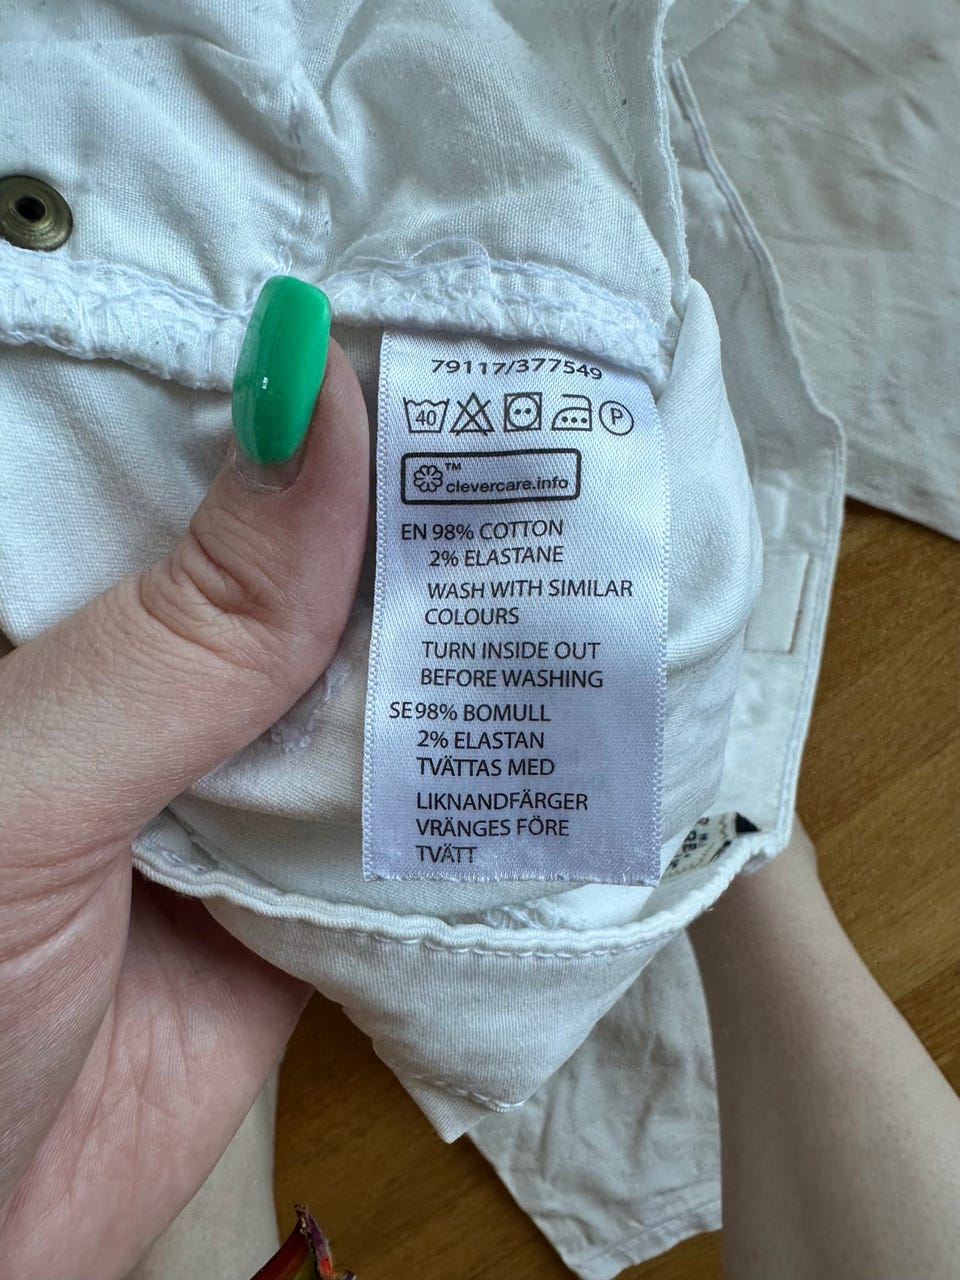 79117/377549
40 P
™
clevercare.info
EN 98% COTTON
2% ELASTANE
WASH WITH SIMILAR
COLOURS
TURN INSIDE OUT
BEFORE WASHING
SE 98% BOMULL
2% ELASTAN
TVÄTTAS MED
LIKNANDFÄRGER
VRÄNGES FÖRE
TVÄTT